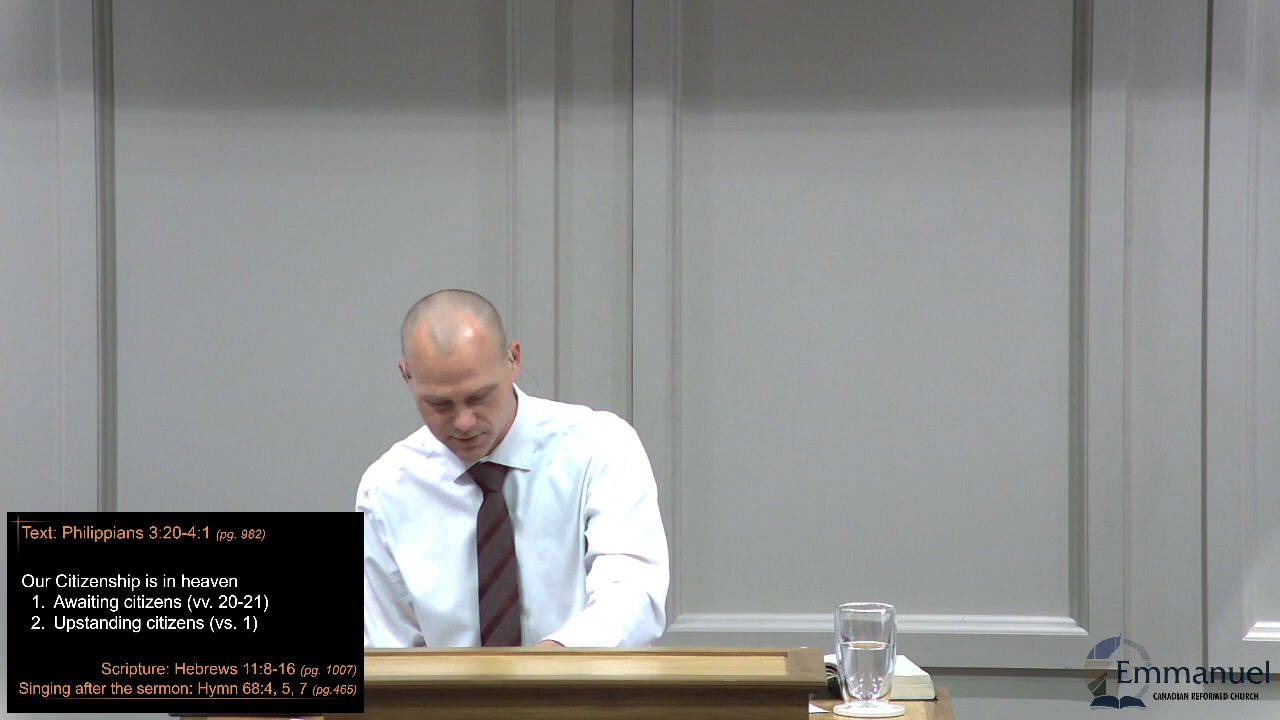 Text: Philippians 3:20-4:1 (pg. 982)
Our Citizenship is in heaven
1. Awaiting citizens (vv. 20-21)
2. Upstanding citizens (vs. 1)
Scripture: Hebrews 11:8-16 (pg. 1007)
Singing after the sermon: Hymn 68:4, 5, 7 (pg.465)
Emmanuel
CANADIAN REFORMED CHURCH